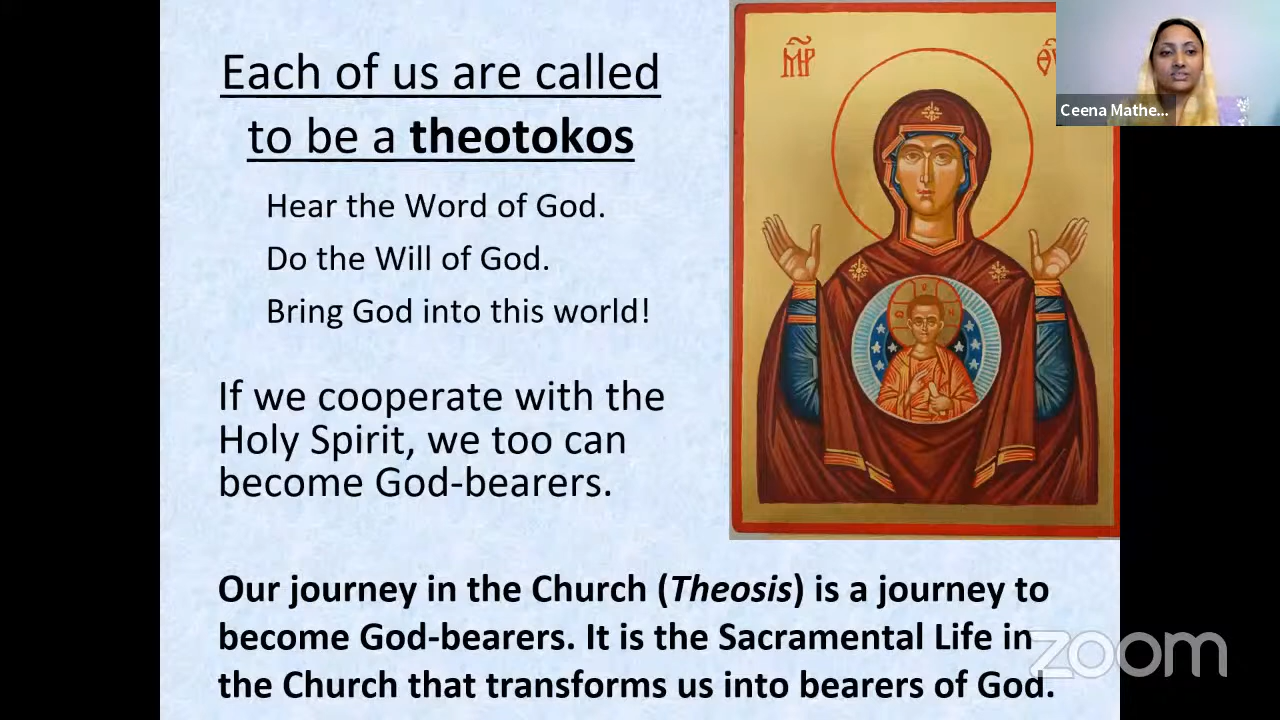 Each of us are called
to be a theotokos
Hear the Word of God.
Do the Will of God.
Bring God into this world!
If we cooperate with the
Holy Spirit, we too can
become God-bearers.
Our journey in the Church (Theosis) is a journey to
become God-bearers. It is the Sacramental Life in
the Church that transforms us into bearers of God.
Ceena Mathe...
zoom